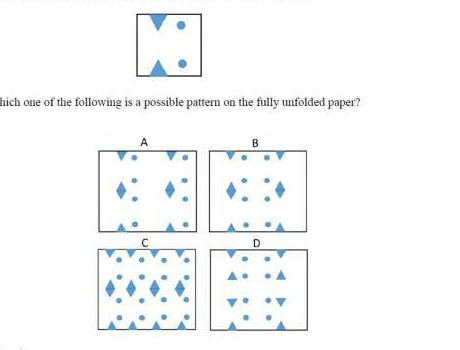 hich one of the following is a possible pattern on the fully unfolded paper?
A B
C D